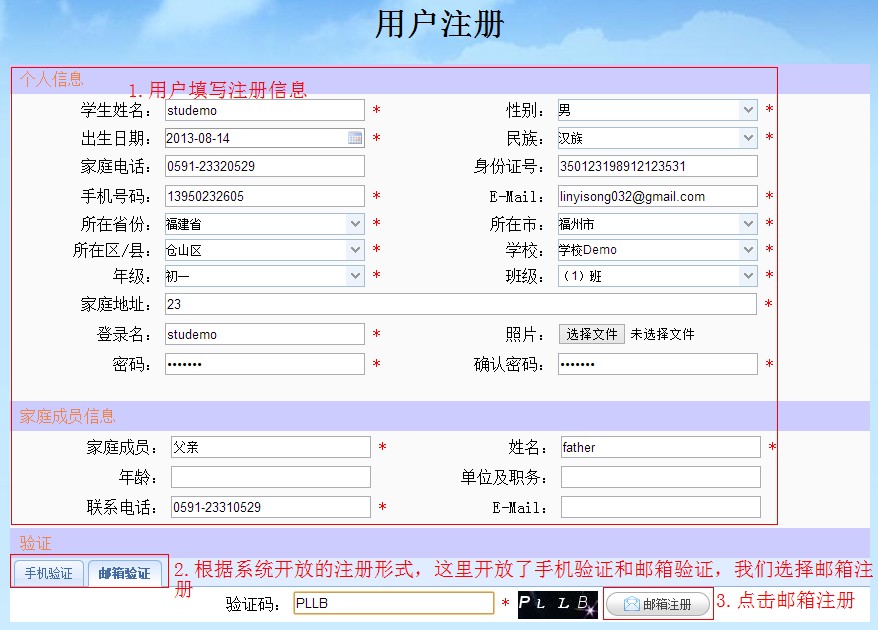 用户注册
个人信息
1.用户填写注册信息
学生姓名： studemo * 性别： 男 *
出生日期： 2013-08-14 * 民族： 汉族 *
家庭电话： 0591-23320529 身份证号： 350123198912123531
手机号码： 13950232605 * E-Mail： linyisong032@gmail.com *
所在省份： 福建省 * 所在市： 福州市 *
所在区/县： 仓山区 * 学校： 学校Demo *
年级： 初一 * 班级： （1）班 *
家庭地址： 23 *
登录名： studemo * 照片： 选择文件 未选择文件
密码： ••••••• * 确认密码： ••••••• *
家庭成员信息
家庭成员： 父亲 * 姓名： father *
年龄： 单位及职务：
联系电话： 0591-23310529 * E-Mail：
验证
手机验证 邮箱验证 2.根据系统开放的注册形式，这里开放了手机验证和邮箱验证，我们选择邮箱注
册
验证码： PLLB * PLLB 邮箱注册 3.点击邮箱注册